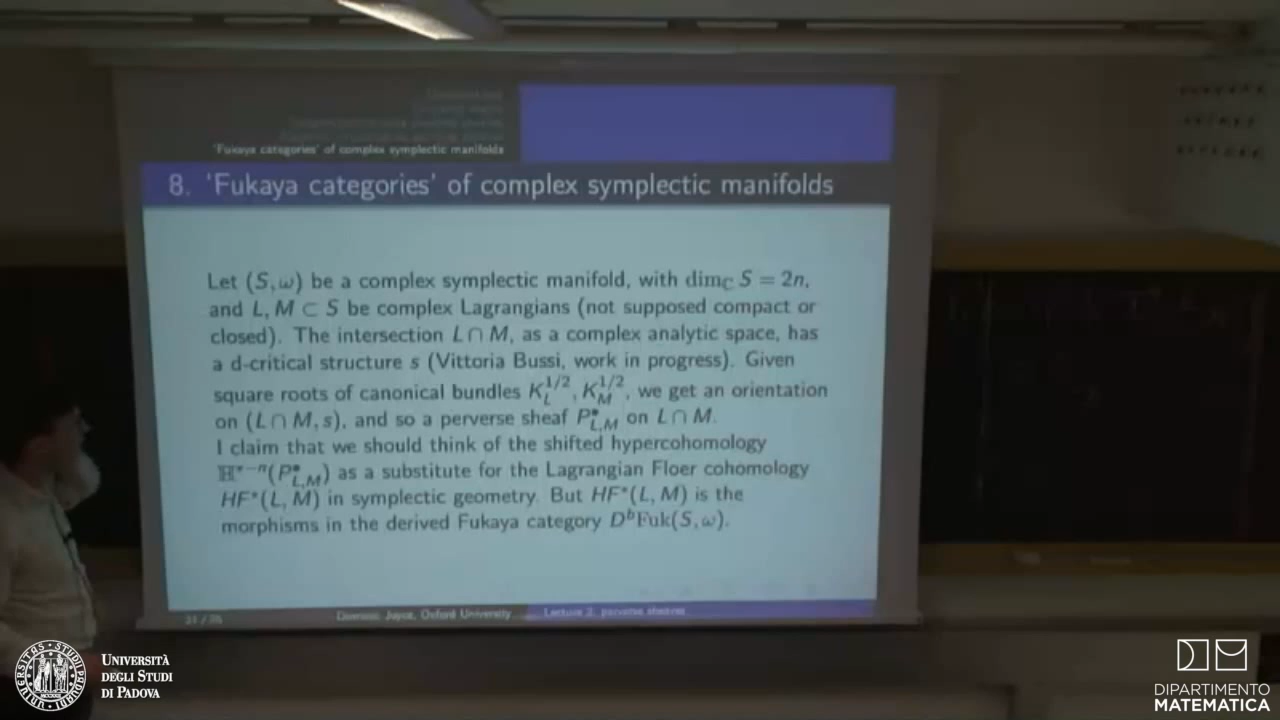 'Fukaya categories' of complex symplectic manifolds
8. 'Fukaya categories' of complex symplectic manifolds
Let (S, ω) be a complex symplectic manifold, with dim_ℂ S = 2n,
and L, M ⊂ S be complex Lagrangians (not supposed compact or
closed). The intersection L ∩ M, as a complex analytic space, has
a d-critical structure s (Vittoria Bussi, work in progress). Given
square roots of canonical bundles K_L^{1/2}, K_M^{1/2}, we get an orientation
on (L ∩ M, s), and so a perverse sheaf P^•_{L,M} on L ∩ M.
I claim that we should think of the shifted hypercohomology
ℍ^{*−n}(P^•_{L,M}) as a substitute for the Lagrangian Floer cohomology
HF^*(L, M) in symplectic geometry. But HF^*(L, M) is the
morphisms in the derived Fukaya category D^bFuk(S, ω).
Dominic Joyce, Oxford University
Lecture 2: perverse sheaves
UNIVERSITÀ
DEGLI STUDI
DI PADOVA
DIPARTIMENTO
MATEMATICA